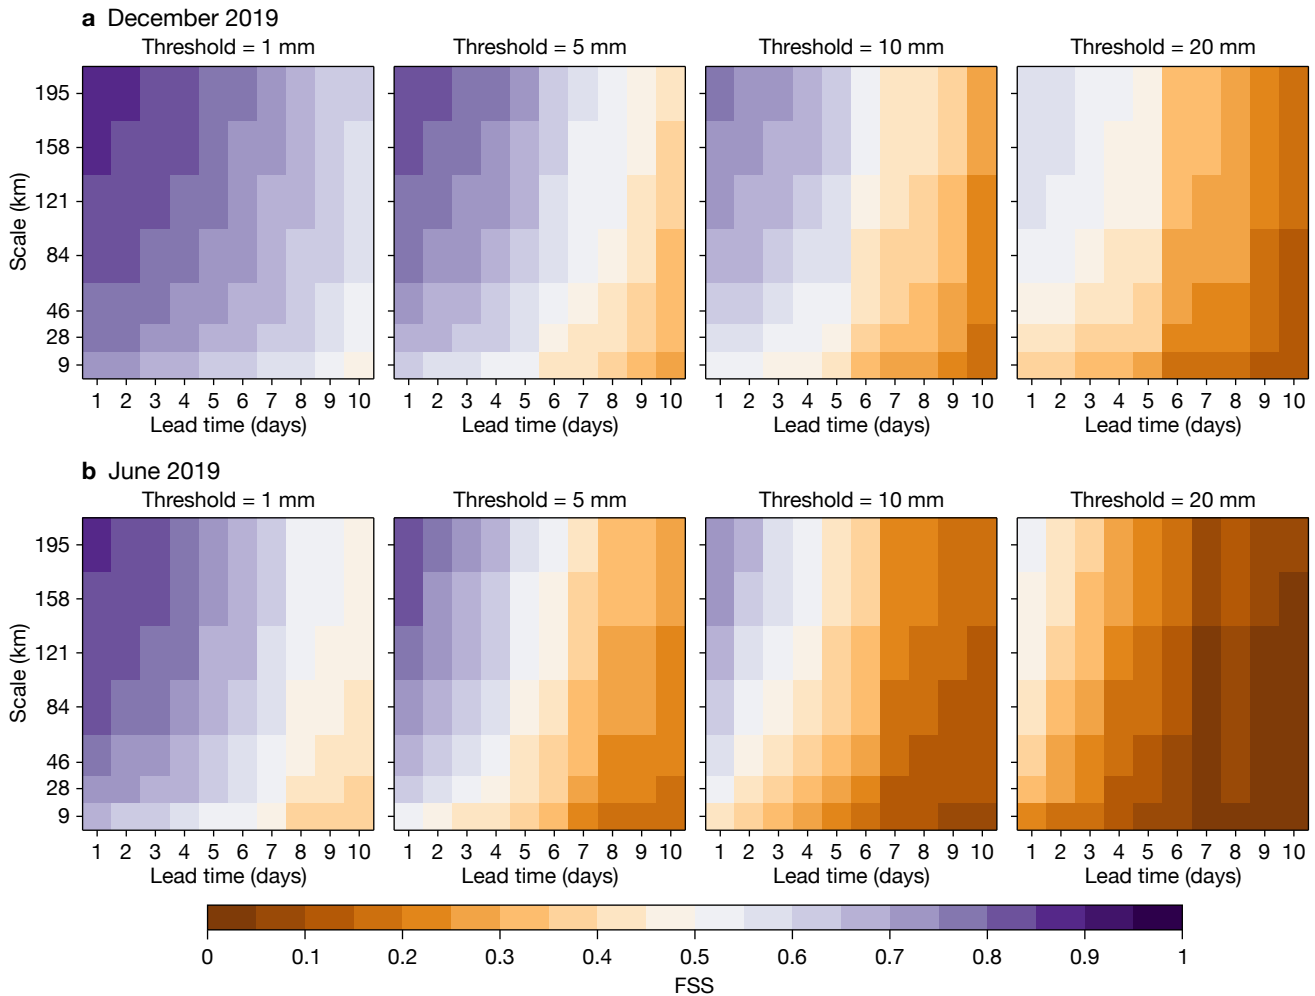 a December 2019
Threshold = 1 mm Threshold = 5 mm Threshold = 10 mm Threshold = 20 mm
195
158
121
84
46
28
9
Scale (km)
1 2 3 4 5 6 7 8 9 10 1 2 3 4 5 6 7 8 9 10 1 2 3 4 5 6 7 8 9 10 1 2 3 4 5 6 7 8 9 10
Lead time (days) Lead time (days) Lead time (days) Lead time (days)
b June 2019
Threshold = 1 mm Threshold = 5 mm Threshold = 10 mm Threshold = 20 mm
195
158
121
84
46
28
9
Scale (km)
1 2 3 4 5 6 7 8 9 10 1 2 3 4 5 6 7 8 9 10 1 2 3 4 5 6 7 8 9 10 1 2 3 4 5 6 7 8 9 10
Lead time (days) Lead time (days) Lead time (days) Lead time (days)
0 0.1 0.2 0.3 0.4 0.5 0.6 0.7 0.8 0.9 1
FSS